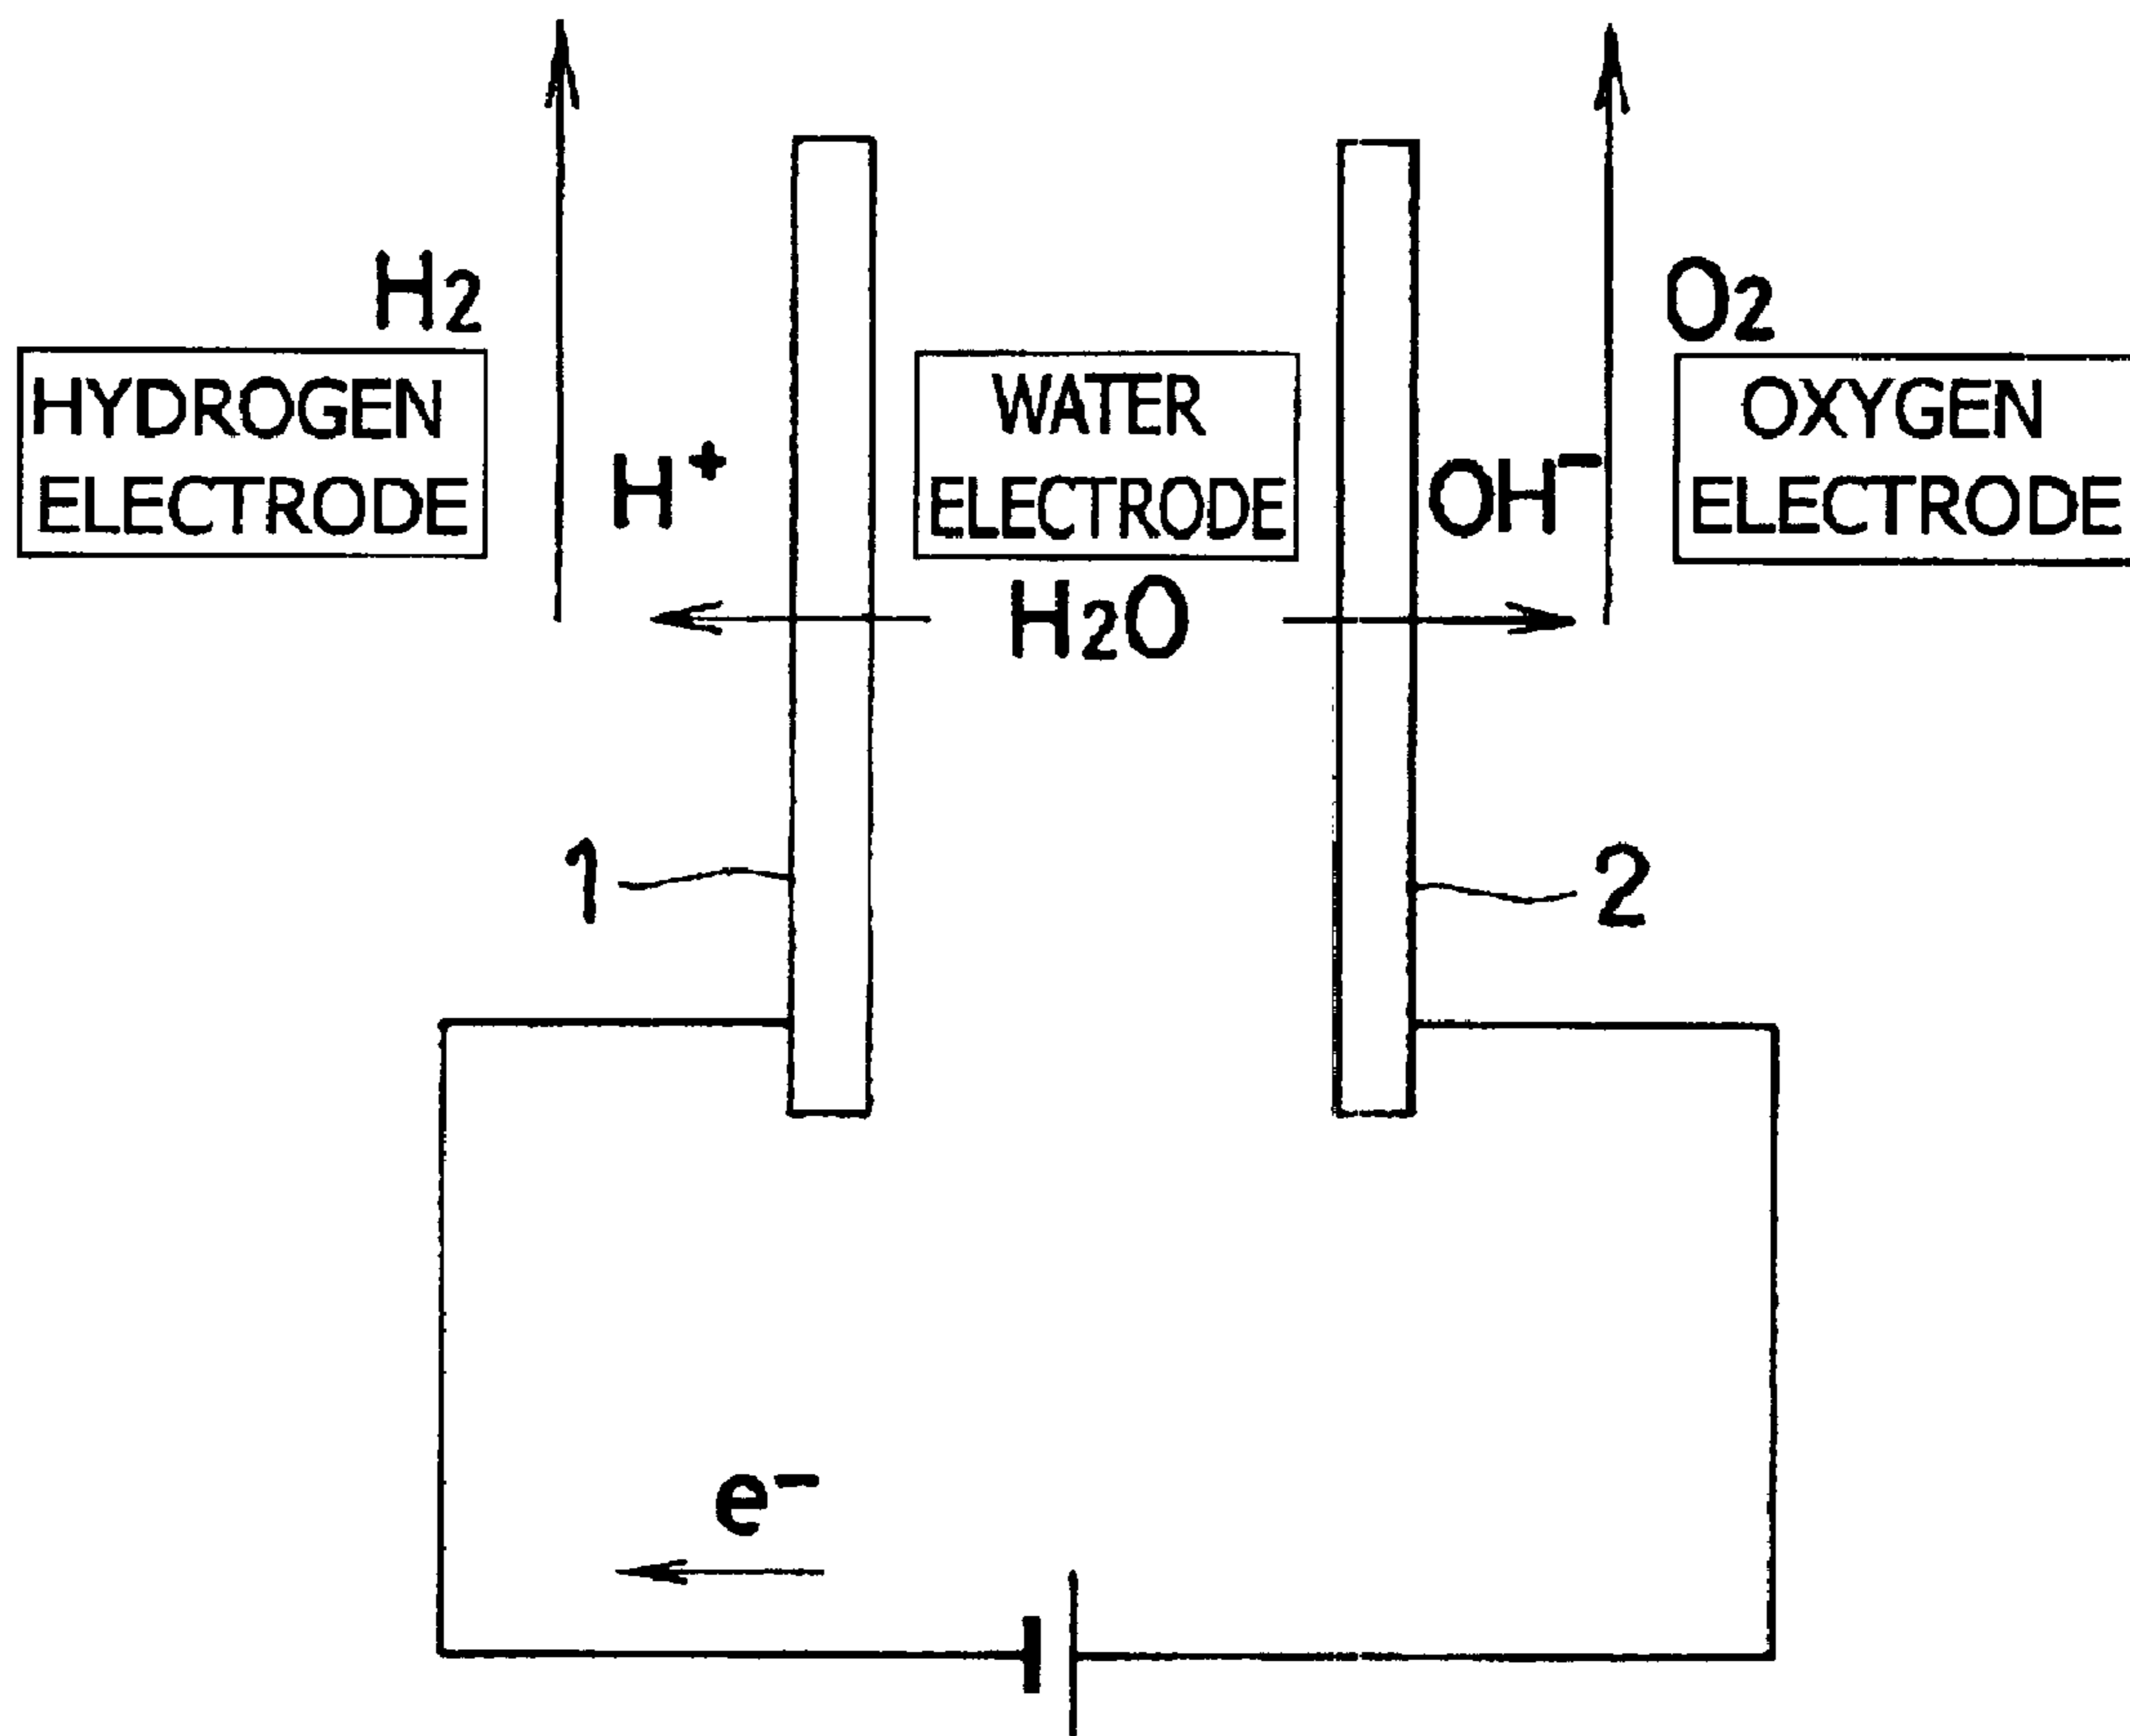 H2
O2
HYDROGEN
ELECTRODE
H+
WATER
ELECTRODE
OH−
OXYGEN
ELECTRODE
H2O
1
2
e−